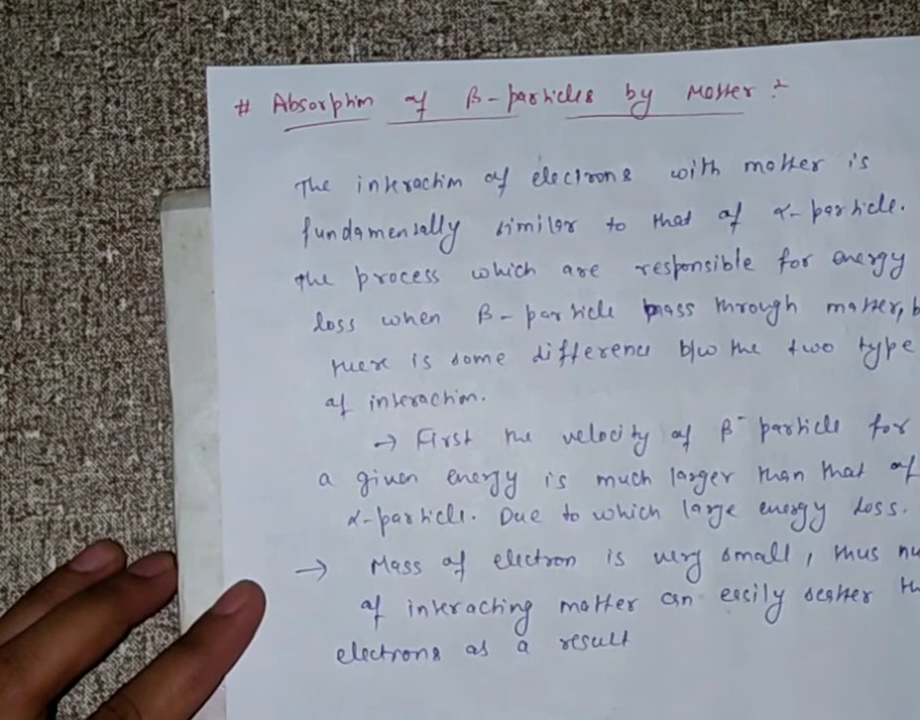 # Absorption of β-particles by Matter :
The interaction of electrons with matter is
fundamentally similar to that of α-particle.
the process which are responsible for energy
loss when β-particle pass through matter, b
there is some difference b/w the two type
of interaction.
→ First the velocity of β⁻ particle for
a given energy is much larger than that of
α-particle. Due to which large energy loss.
→ Mass of electron is very small, thus nu
of interacting matter can easily scatter th
electrons as a result